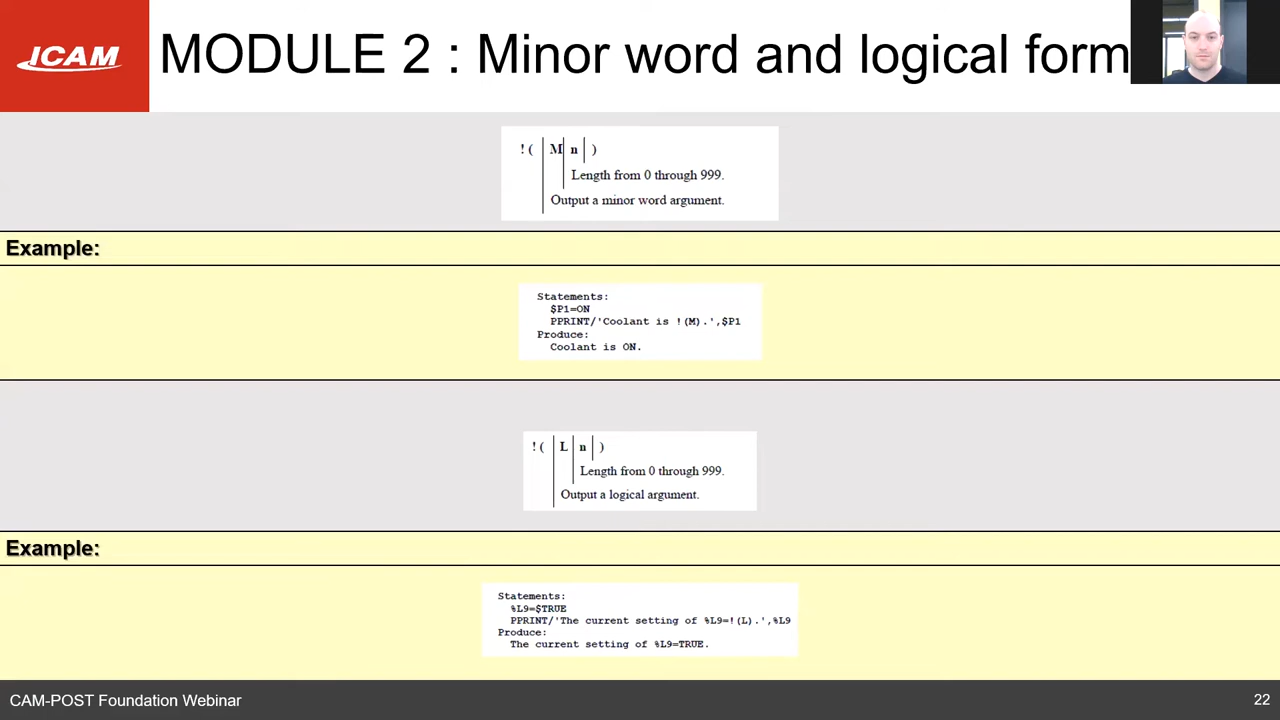 ICAM
MODULE 2 : Minor word and logical form
! ( M n )
Length from 0 through 999.
Output a minor word argument.
Example:
Statements:
$P1=ON
PPRINT/'Coolant is !(M).',$P1
Produce:
Coolant is ON.
! ( L n )
Length from 0 through 999.
Output a logical argument.
Example:
Statements:
%L9=$TRUE
PPRINT/'The current setting of %L9=!(L).',%L9
Produce:
The current setting of %L9=TRUE.
CAM-POST Foundation Webinar
22